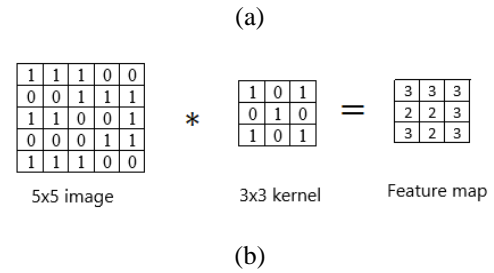 (a)
1 1 1 0 0
0 0 1 1 1
1 1 0 0 1
0 0 0 1 1
1 1 1 0 0
5x5 image
*
1 0 1
0 1 0
1 0 1
3x3 kernel
=
3 3 3
2 2 3
3 2 3
Feature map
(b)